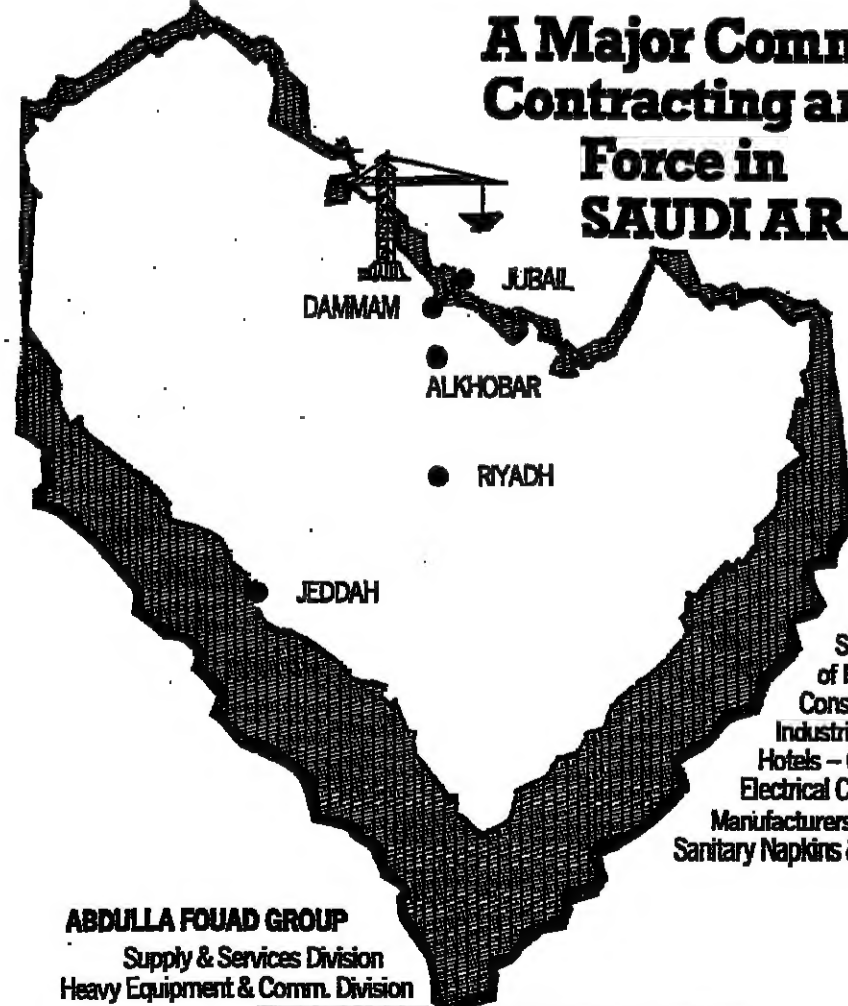 A Major Comm
Contracting an
Force in
SAUDI AR
JUBAIL
DAMMAM
ALKHOBAR
RIYADH
JEDDAH
S
of
Cons
Industri
Hotels –
Electrical C
Manufacturers
Sanitary Napkins &
ABDULLA FOUAD GROUP
Supply & Services Division
Heavy Equipment & Comm. Division